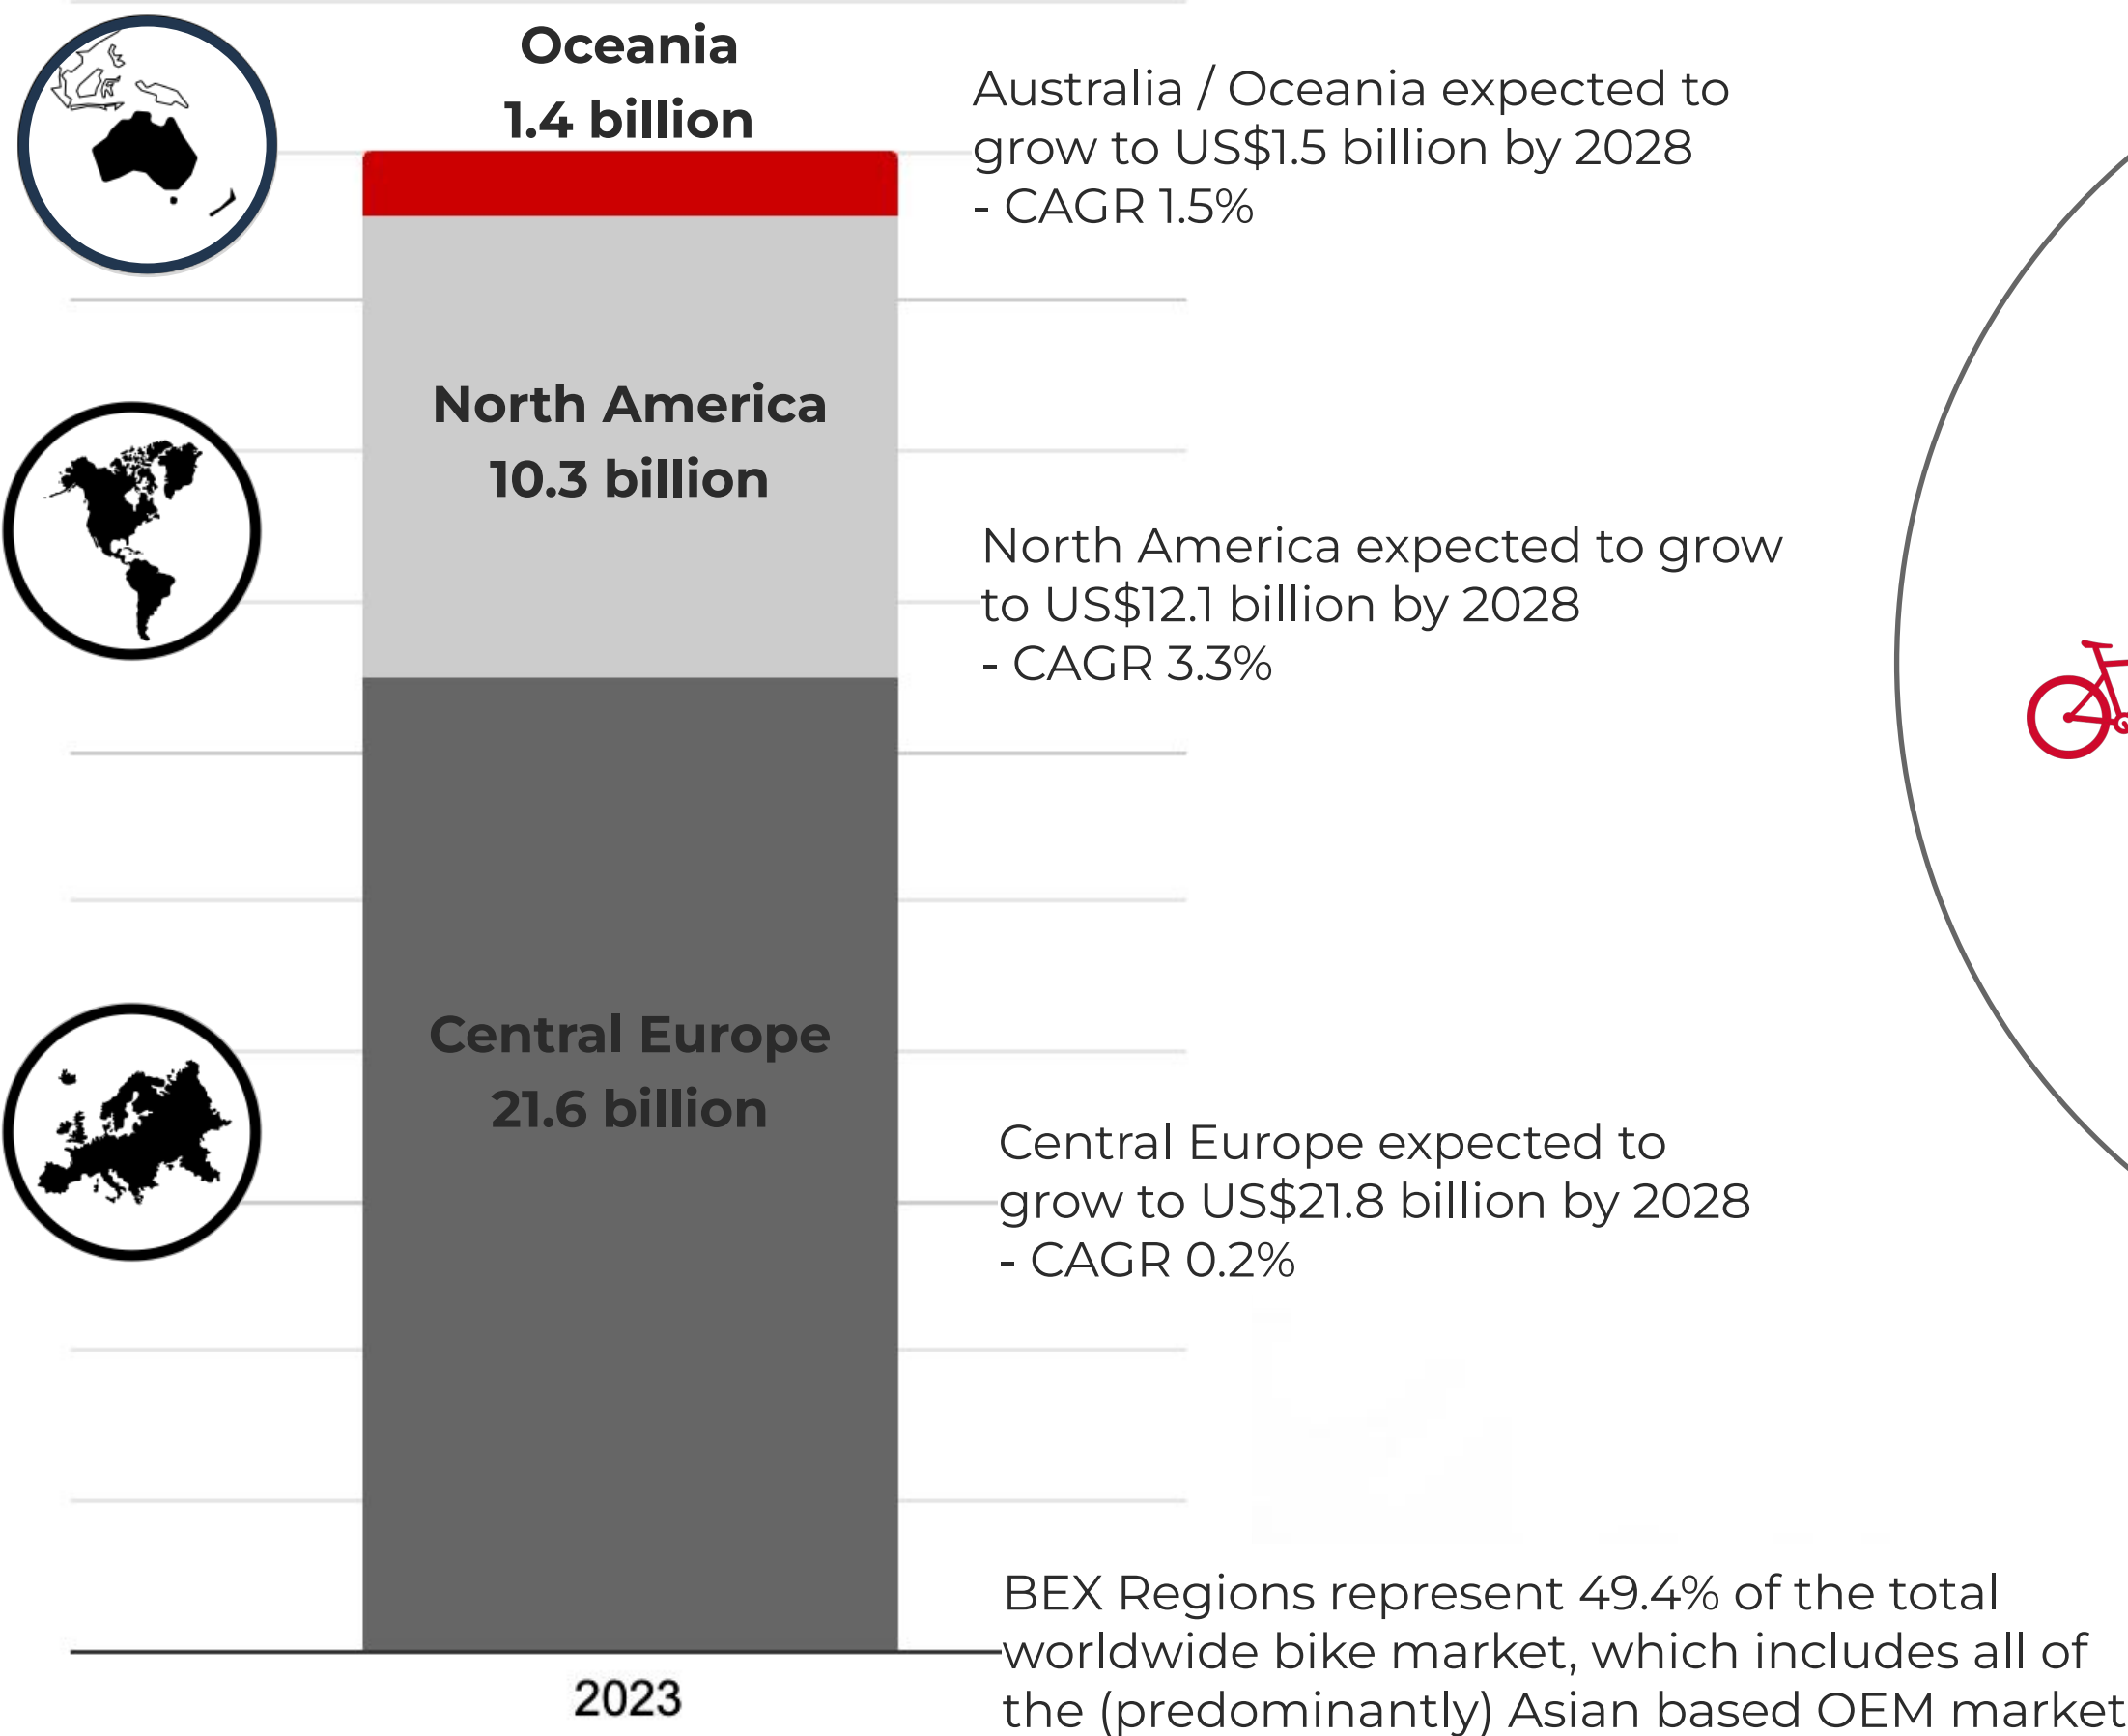 Oceania
1.4 billion
Australia / Oceania expected to
grow to US$1.5 billion by 2028
- CAGR 1.5%
North America
10.3 billion
North America expected to grow
to US$12.1 billion by 2028
- CAGR 3.3%
Central Europe
21.6 billion
Central Europe expected to
grow to US$21.8 billion by 2028
- CAGR 0.2%
BEX Regions represent 49.4% of the total
worldwide bike market, which includes all of
the (predominantly) Asian based OEM market
2023